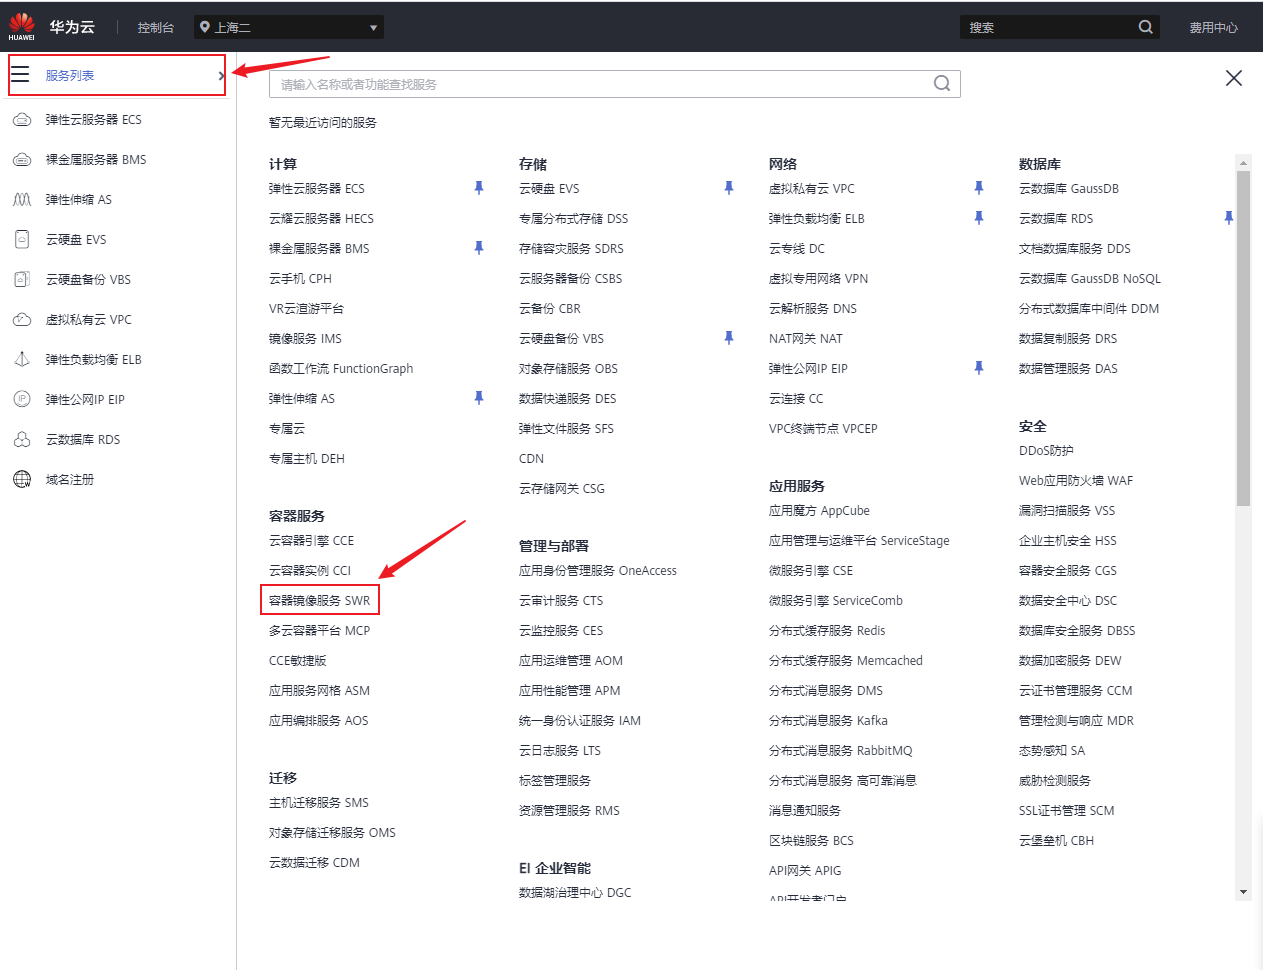 HUAWEI
华为云
控制台
上海二
搜索
费用中心
服务列表
弹性云服务器 ECS
裸金属服务器 BMS
弹性伸缩 AS
云硬盘 EVS
云硬盘备份 VBS
虚拟私有云 VPC
弹性负载均衡 ELB
弹性公网IP EIP
云数据库 RDS
域名注册
请输入名称或者功能查找服务
暂无最近访问的服务
计算
弹性云服务器 ECS
云耀云服务器 HECS
裸金属服务器 BMS
云手机 CPH
VR云渲游平台
镜像服务 IMS
函数工作流 FunctionGraph
弹性伸缩 AS
专属云
专属主机 DEH
容器服务
云容器引擎 CCE
云容器实例 CCI
容器镜像服务 SWR
多云容器平台 MCP
CCE敏捷版
应用服务网格 ASM
应用编排服务 AOS
迁移
主机迁移服务 SMS
对象存储迁移服务 OMS
云数据迁移 CDM
存储
云硬盘 EVS
专属分布式存储 DSS
存储容灾服务 SDRS
云服务器备份 CSBS
云备份 CBR
云硬盘备份 VBS
对象存储服务 OBS
数据快递服务 DES
弹性文件服务 SFS
CDN
云存储网关 CSG
管理与部署
应用身份管理服务 OneAccess
云审计服务 CTS
云监控服务 CES
应用运维管理 AOM
应用性能管理 APM
统一身份认证服务 IAM
云日志服务 LTS
标签管理服务
资源管理服务 RMS
EI 企业智能
数据湖治理中心 DGC
网络
虚拟私有云 VPC
弹性负载均衡 ELB
云专线 DC
虚拟专用网络 VPN
云解析服务 DNS
NAT网关 NAT
弹性公网IP EIP
云连接 CC
VPC终端节点 VPCEP
应用服务
应用魔方 AppCube
应用管理与运维平台 ServiceStage
微服务引擎 CSE
微服务引擎 ServiceComb
分布式缓存服务 Redis
分布式缓存服务 Memcached
分布式消息服务 DMS
分布式消息服务 Kafka
分布式消息服务 RabbitMQ
分布式消息服务 高可靠消息
消息通知服务
区块链服务 BCS
API网关 APIG
API开发者门户
数据库
云数据库 GaussDB
云数据库 RDS
文档数据库服务 DDS
云数据库 GaussDB NoSQL
分布式数据库中间件 DDM
数据复制服务 DRS
数据管理服务 DAS
安全
DDoS防护
Web应用防火墙 WAF
漏洞扫描服务 VSS
企业主机安全 HSS
容器安全服务 CGS
数据安全中心 DSC
数据库安全服务 DBSS
数据加密服务 DEW
云证书管理服务 CCM
管理检测与响应 MDR
态势感知 SA
威胁检测服务
SSL证书管理 SCM
云堡垒机 CBH